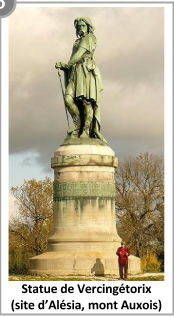 Statue de Vercingétorix
(site d'Alésia, mont Auxois)